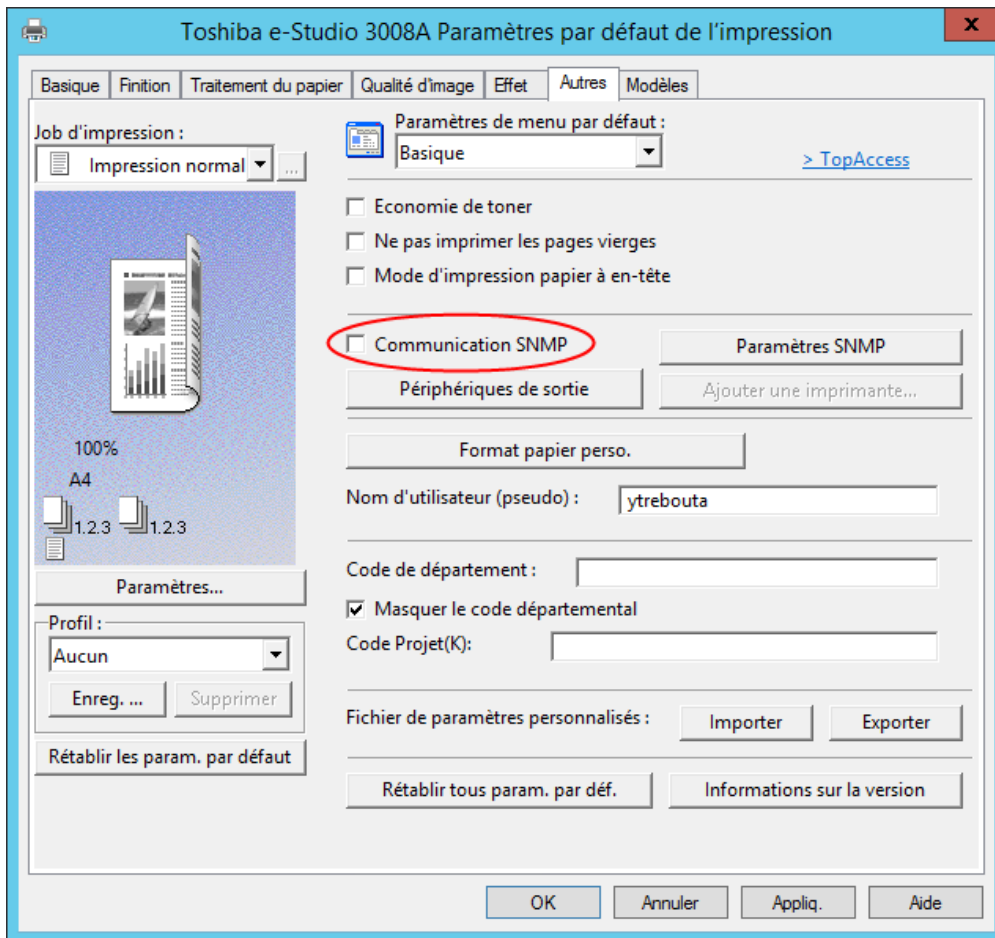 Toshiba e-Studio 3008A Paramètres par défaut de l'impression
x
Basique Finition Traitement du papier Qualité d'image Effet Autres Modèles
Job d'impression :
Impression normal ...
100%
A4
1.2.3 1.2.3
Paramètres...
Profil :
Aucun
Enreg. ... Supprimer
Rétablir les param. par défaut
Paramètres de menu par défaut :
Basique
> TopAccess
Economie de toner
Ne pas imprimer les pages vierges
Mode d'impression papier à en-tête
Communication SNMP Paramètres SNMP
Périphériques de sortie Ajouter une imprimante...
Format papier perso.
Nom d'utilisateur (pseudo) : ytrebouta
Code de département :
Masquer le code départemental
Code Projet(K):
Fichier de paramètres personnalisés : Importer Exporter
Rétablir tous param. par déf. Informations sur la version
OK Annuler Appliq. Aide